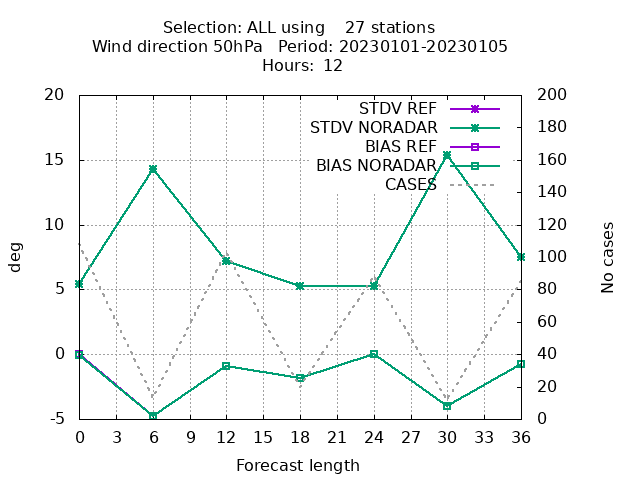 Selection: ALL using    27 stations
Wind direction 50hPa   Period: 20230101-20230105
Hours:  12
20
15
10
5
0
-5
deg
STDV REF
STDV NORADAR
BIAS REF
BIAS NORADAR
CASES
200
180
160
140
120
100
80
60
40
20
0
No cases
0 3 6 9 12 15 18 21 24 27 30 33 36
Forecast length